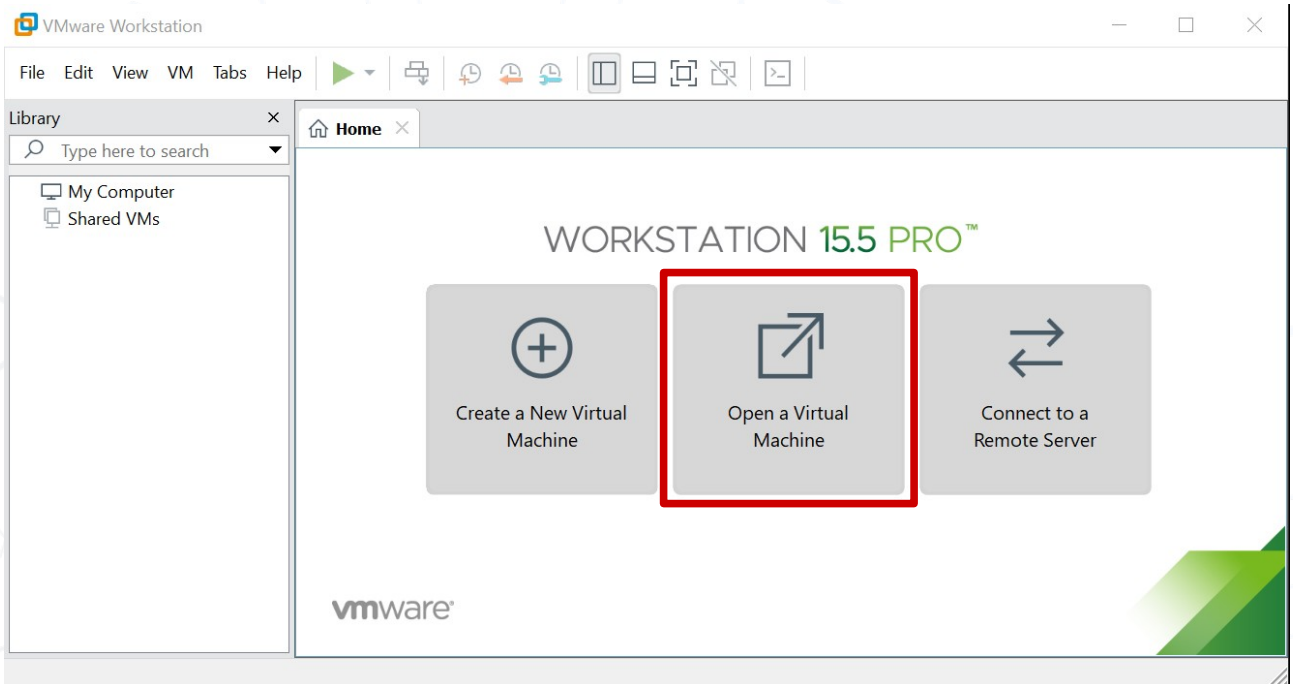 VMware Workstation
File Edit View VM Tabs Help
Library
Home
Type here to search
My Computer
Shared VMs
WORKSTATION 15.5 PRO™
Create a New Virtual
Machine
Open a Virtual
Machine
Connect to a
Remote Server
vmware®